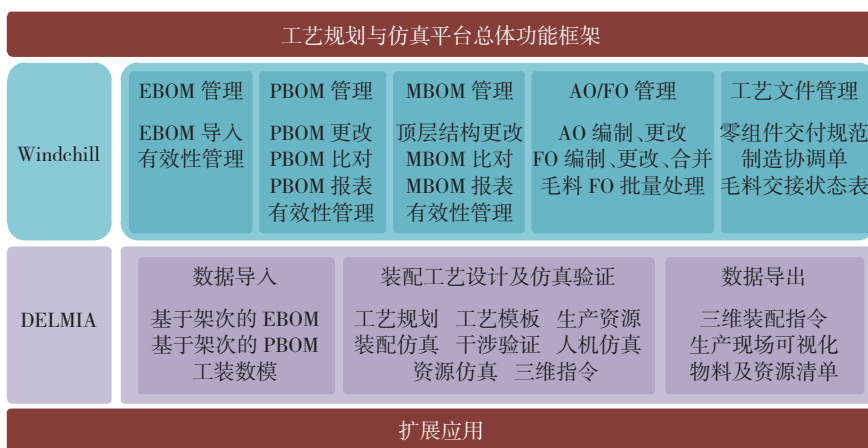 工艺规划与仿真平台总体功能框架
Windchill
EBOM 管理
EBOM 导入
有效性管理
PBOM 管理
PBOM 更改
PBOM 比对
PBOM 报表
有效性管理
MBOM 管理
顶层结构更改
MBOM 比对
MBOM 报表
有效性管理
AO/FO 管理
AO 编制、更改
FO 编制、更改、合并
毛料 FO 批量处理
工艺文件管理
零组件交付规范
制造协调单
毛料交接状态表
DELMIA
数据导入
基于架次的 EBOM
基于架次的 PBOM
工装数模
装配工艺设计及仿真验证
工艺规划 工艺模板 生产资源
装配仿真 干涉验证 人机仿真
资源仿真 三维指令
数据导出
三维装配指令
生产现场可视化
物料及资源清单
扩展应用